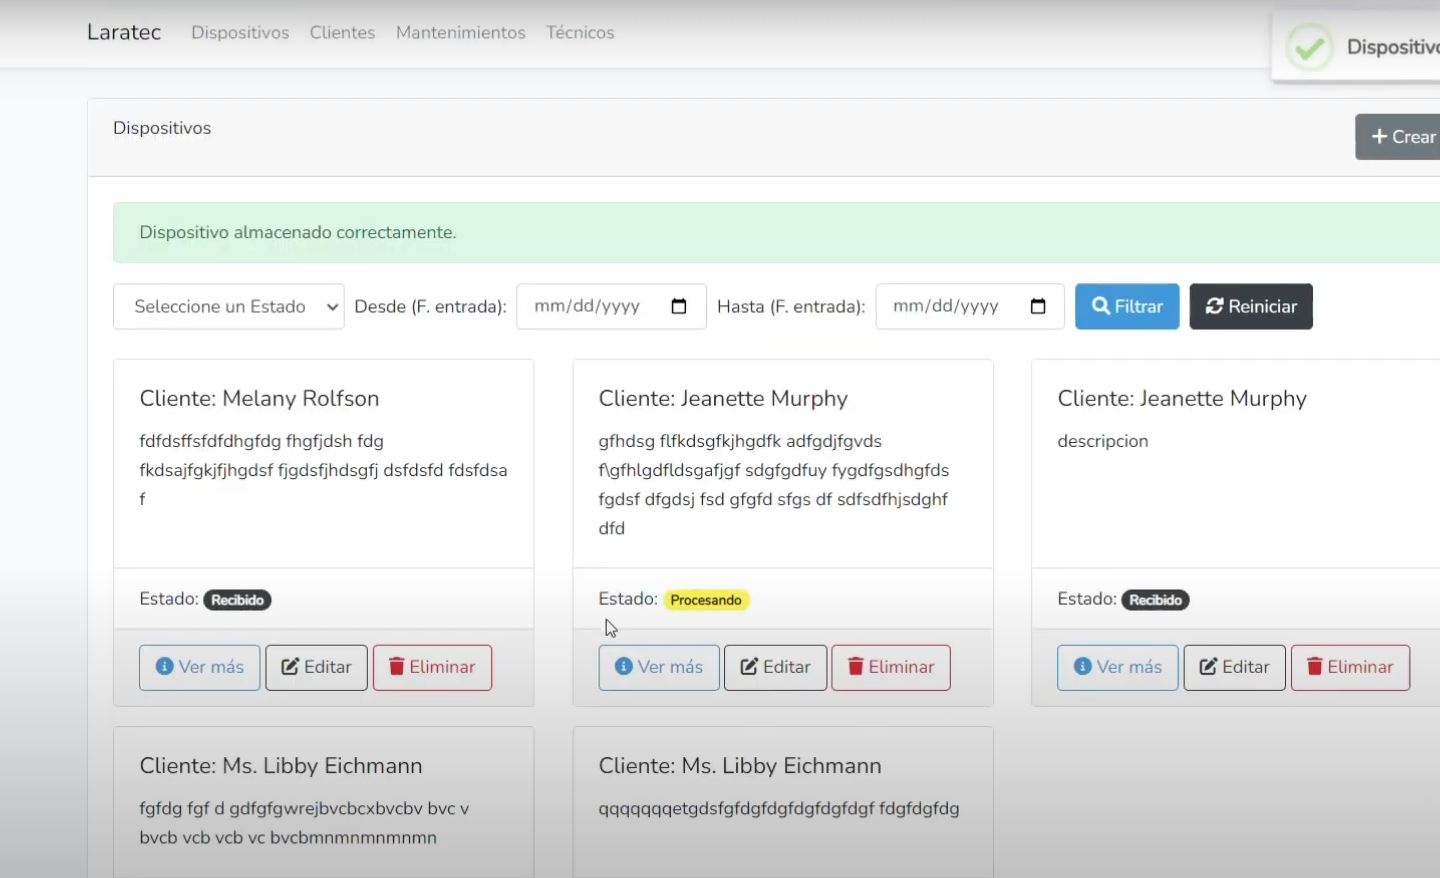 Laratec Dispositivos Clientes Mantenimientos Técnicos
Dispositivos
+ Crear
Dispositivo almacenado correctamente.
Seleccione un Estado Desde (F. entrada): mm/dd/yyyy Hasta (F. entrada): mm/dd/yyyy Filtrar Reiniciar
Cliente: Melany Rolfson
fdfdsffsfdfdhgfdg fhgfjdsh fdg
fkdsajfgkjfjhgdsf fjgdsfjhdsgfj dsfdsfd fdsfdsa
f
Estado: Recibido
Ver más Editar Eliminar
Cliente: Jeanette Murphy
gfhdsg flfkdsgfkjhgdfk adfgdjfgvds
f\gfhlgdfldsgafjgf sdgfgdfuy fygdfgsdhgfds
fgdsf dfgdsj fsd gfgfd sfgs df sdfsdfhjsdghf
dfd
Estado: Procesando
Ver más Editar Eliminar
Cliente: Jeanette Murphy
descripcion
Estado: Recibido
Ver más Editar Eliminar
Cliente: Ms. Libby Eichmann
fgfdg fgf d gdfgfgwrejbvcbcxbvcbv bvc v
bvcb vcb vcb vc bvcbmnmnmnmnmn
Cliente: Ms. Libby Eichmann
qqqqqqqetgdsfgfdgfdgfdgfdgfdgf fdgfdgfdg